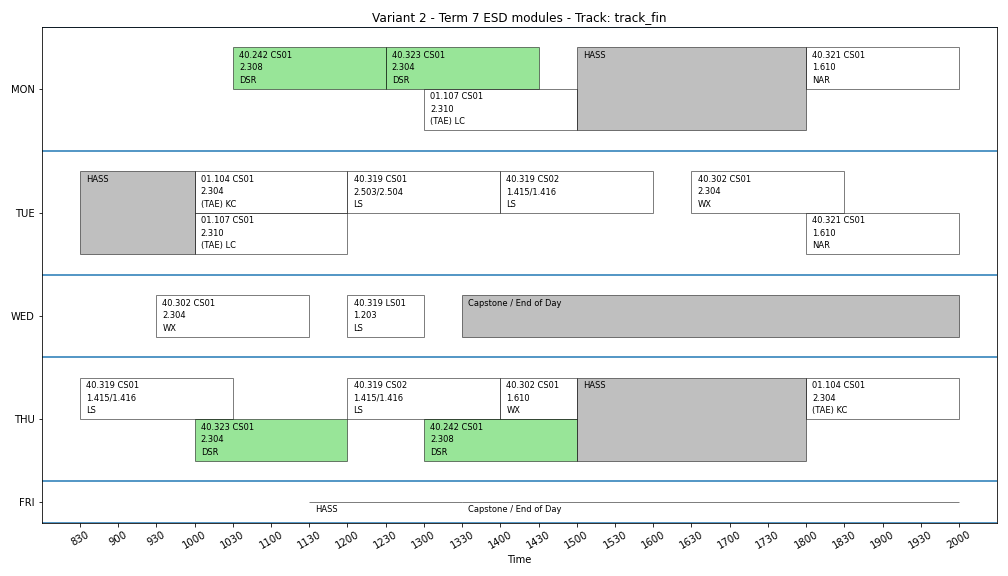 Variant 2 - Term 7 ESD modules - Track: track_fin
MON
40.242 CS01
2.308
DSR
40.323 CS01
2.304
DSR
01.107 CS01
2.310
(TAE) LC
HASS
40.321 CS01
1.610
NAR
TUE
HASS
01.104 CS01
2.304
(TAE) KC
01.107 CS01
2.310
(TAE) LC
40.319 CS01
2.503/2.504
LS
40.319 CS02
1.415/1.416
LS
40.302 CS01
2.304
WX
40.321 CS01
1.610
NAR
WED
40.302 CS01
2.304
WX
40.319 LS01
1.203
LS
Capstone / End of Day
THU
40.319 CS01
1.415/1.416
LS
40.323 CS01
2.304
DSR
40.319 CS02
1.415/1.416
LS
40.242 CS01
2.308
DSR
40.302 CS01
1.610
WX
HASS
01.104 CS01
2.304
(TAE) KC
FRI
HASS
Capstone / End of Day
830 900 930 1000 1030 1100 1130 1200 1230 1300 1330 1400 1430 1500 1530 1600 1630 1700 1730 1800 1830 1900 1930 2000
Time